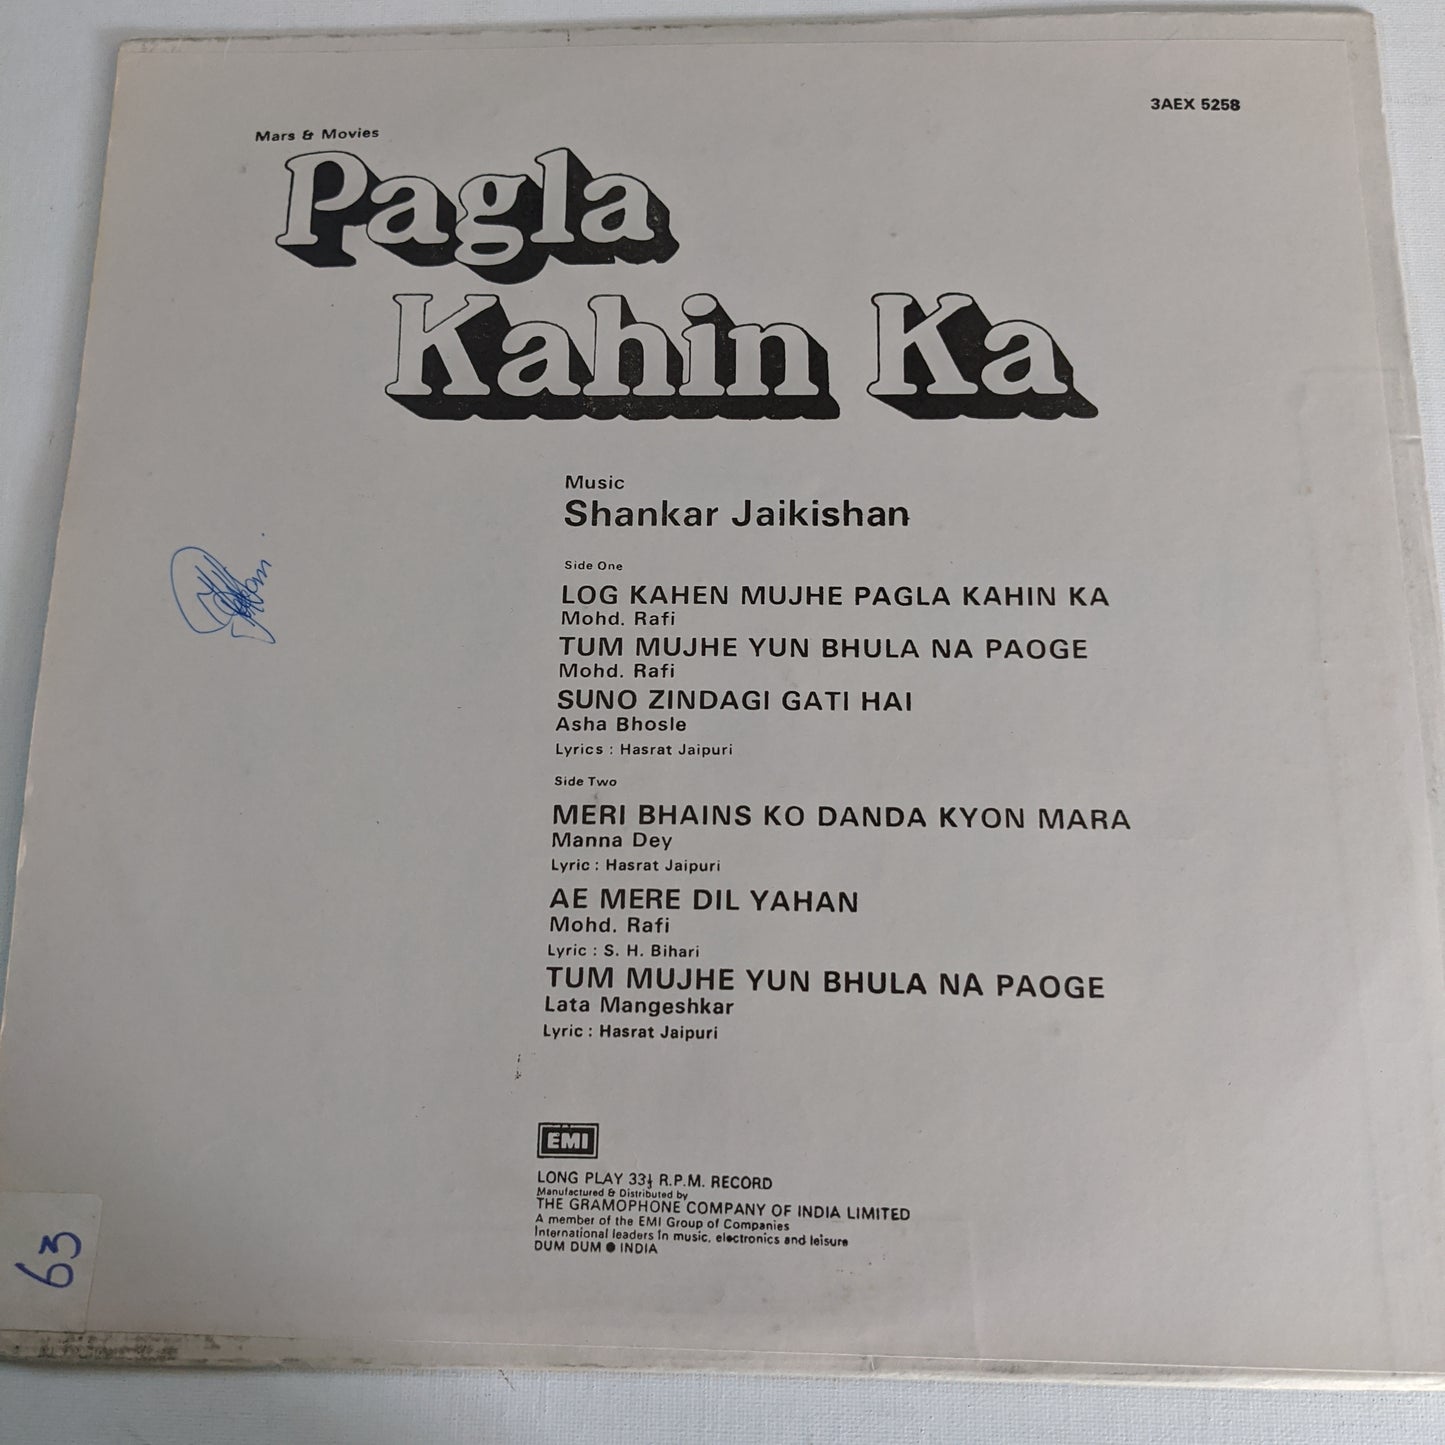 3AEX 5258
Mars & Movies
Pagla
Kahin Ka
Music
Shankar Jaikishan
Side One
LOG KAHEN MUJHE PAGLA KAHIN KA
Mohd. Rafi
TUM MUJHE YUN BHULA NA PAOGE
Mohd. Rafi
SUNO ZINDAGI GATI HAI
Asha Bhosle
Lyrics : Hasrat Jaipuri
Side Two
MERI BHAINS KO DANDA KYON MARA
Manna Dey
Lyric : Hasrat Jaipuri
AE MERE DIL YAHAN
Mohd. Rafi
Lyric : S. H. Bihari
TUM MUJHE YUN BHULA NA PAOGE
Lata Mangeshkar
Lyric : Hasrat Jaipuri
EMI
LONG PLAY 33⅓ R.P.M. RECORD
Manufactured & Distributed by
THE GRAMOPHONE COMPANY OF INDIA LIMITED
A member of the EMI Group of Companies
International leaders in music, electronics and leisure
DUM DUM ● INDIA
63